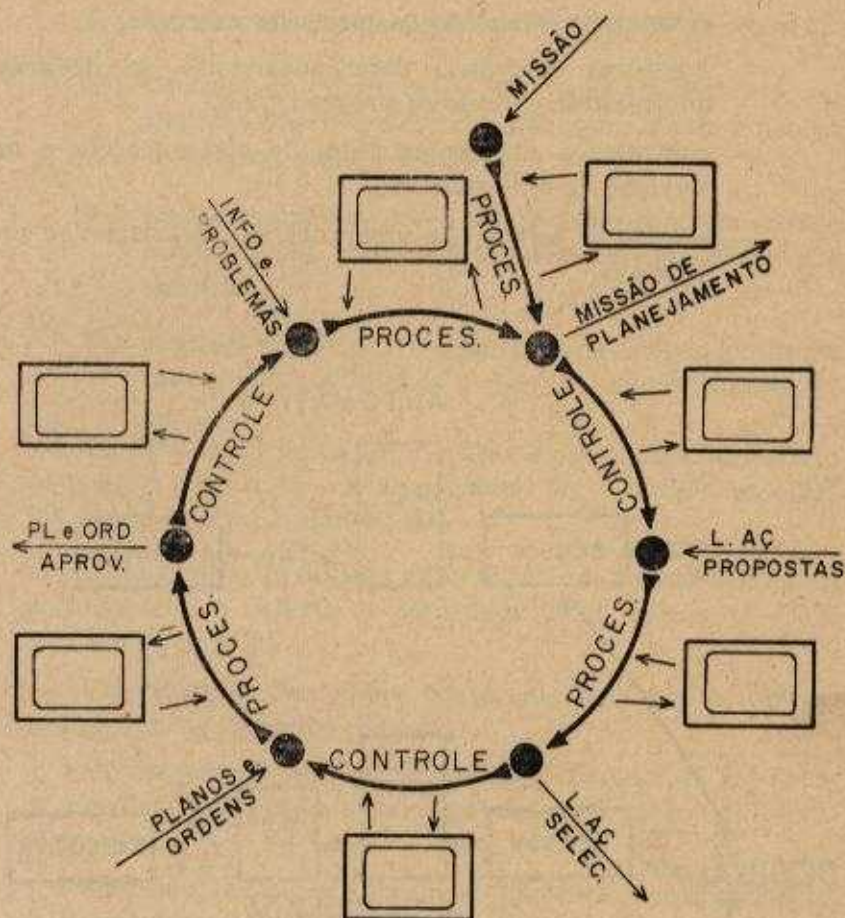 MISSÃO
PROCES.
INFO e
PROBLEMAS
PROCES.
MISSÃO DE
PLANEJAMENTO
CONTROLE
CONTROLE
L. AÇ
PROPOSTAS
PL e ORD
APROV.
PROCES.
PROCES.
CONTROLE
PLANOS e
ORDENS
L. AÇ
SELEC.